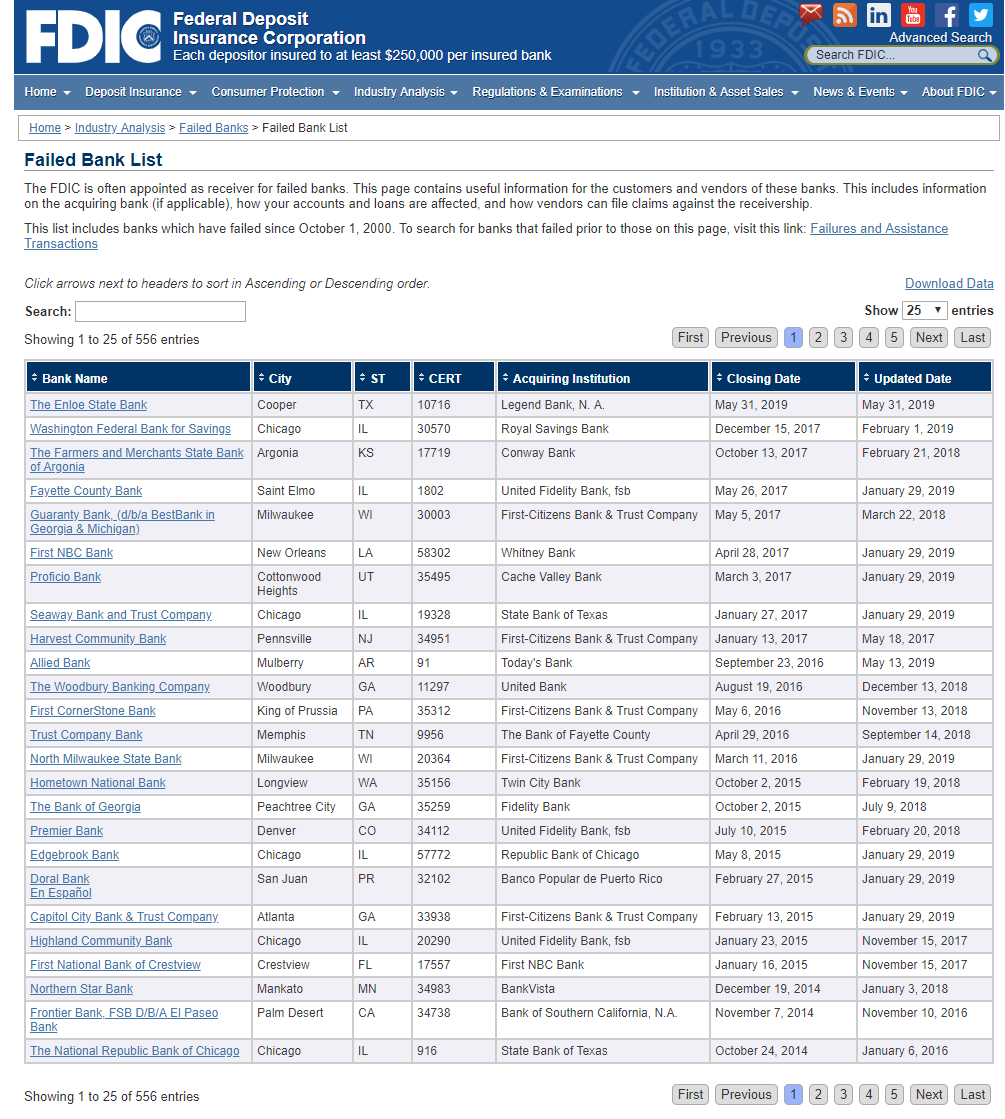 FDIC
Federal Deposit
Insurance Corporation
Each depositor insured to at least $250,000 per insured bank
FEDERAL DEPOSIT
1933
You Tube
in
f
Advanced Search
Search FDIC...
Home Deposit Insurance Consumer Protection Industry Analysis Regulations & Examinations Institution & Asset Sales News & Events About FDIC
Home > Industry Analysis > Failed Banks > Failed Bank List
Failed Bank List
The FDIC is often appointed as receiver for failed banks. This page contains useful information for the customers and vendors of these banks. This includes information
on the acquiring bank (if applicable), how your accounts and loans are affected, and how vendors can file claims against the receivership.
This list includes banks which have failed since October 1, 2000. To search for banks that failed prior to those on this page, visit this link: Failures and Assistance
Transactions
Click arrows next to headers to sort in Ascending or Descending order.
Download Data
Search:
Show 25 entries
Showing 1 to 25 of 556 entries
First Previous 1 2 3 4 5 Next Last
Bank Name City ST CERT Acquiring Institution Closing Date Updated Date
The Enloe State Bank Cooper TX 10716 Legend Bank, N. A. May 31, 2019 May 31, 2019
Washington Federal Bank for Savings Chicago IL 30570 Royal Savings Bank December 15, 2017 February 1, 2019
The Farmers and Merchants State Bank Argonia KS 17719 Conway Bank October 13, 2017 February 21, 2018
of Argonia
Fayette County Bank Saint Elmo IL 1802 United Fidelity Bank, fsb May 26, 2017 January 29, 2019
Guaranty Bank, (d/b/a BestBank in Milwaukee WI 30003 First-Citizens Bank & Trust Company May 5, 2017 March 22, 2018
Georgia & Michigan)
First NBC Bank New Orleans LA 58302 Whitney Bank April 28, 2017 January 29, 2019
Proficio Bank Cottonwood UT 35495 Cache Valley Bank March 3, 2017 January 29, 2019
Heights
Seaway Bank and Trust Company Chicago IL 19328 State Bank of Texas January 27, 2017 January 29, 2019
Harvest Community Bank Pennsville NJ 34951 First-Citizens Bank & Trust Company January 13, 2017 May 18, 2017
Allied Bank Mulberry AR 91 Today's Bank September 23, 2016 May 13, 2019
The Woodbury Banking Company Woodbury GA 11297 United Bank August 19, 2016 December 13, 2018
First CornerStone Bank King of Prussia PA 35312 First-Citizens Bank & Trust Company May 6, 2016 November 13, 2018
Trust Company Bank Memphis TN 9956 The Bank of Fayette County April 29, 2016 September 14, 2018
North Milwaukee State Bank Milwaukee WI 20364 First-Citizens Bank & Trust Company March 11, 2016 January 29, 2019
Hometown National Bank Longview WA 35156 Twin City Bank October 2, 2015 February 19, 2018
The Bank of Georgia Peachtree City GA 35259 Fidelity Bank October 2, 2015 July 9, 2018
Premier Bank Denver CO 34112 United Fidelity Bank, fsb July 10, 2015 February 20, 2018
Edgebrook Bank Chicago IL 57772 Republic Bank of Chicago May 8, 2015 January 29, 2019
Doral Bank San Juan PR 32102 Banco Popular de Puerto Rico February 27, 2015 January 29, 2019
En Español
Capitol City Bank & Trust Company Atlanta GA 33938 First-Citizens Bank & Trust Company February 13, 2015 January 29, 2019
Highland Community Bank Chicago IL 20290 United Fidelity Bank, fsb January 23, 2015 November 15, 2017
First National Bank of Crestview Crestview FL 17557 First NBC Bank January 16, 2015 November 15, 2017
Northern Star Bank Mankato MN 34983 BankVista December 19, 2014 January 3, 2018
Frontier Bank, FSB D/B/A El Paseo Palm Desert CA 34738 Bank of Southern California, N.A. November 7, 2014 November 10, 2016
Bank
The National Republic Bank of Chicago Chicago IL 916 State Bank of Texas October 24, 2014 January 6, 2016
Showing 1 to 25 of 556 entries
First Previous 1 2 3 4 5 Next Last